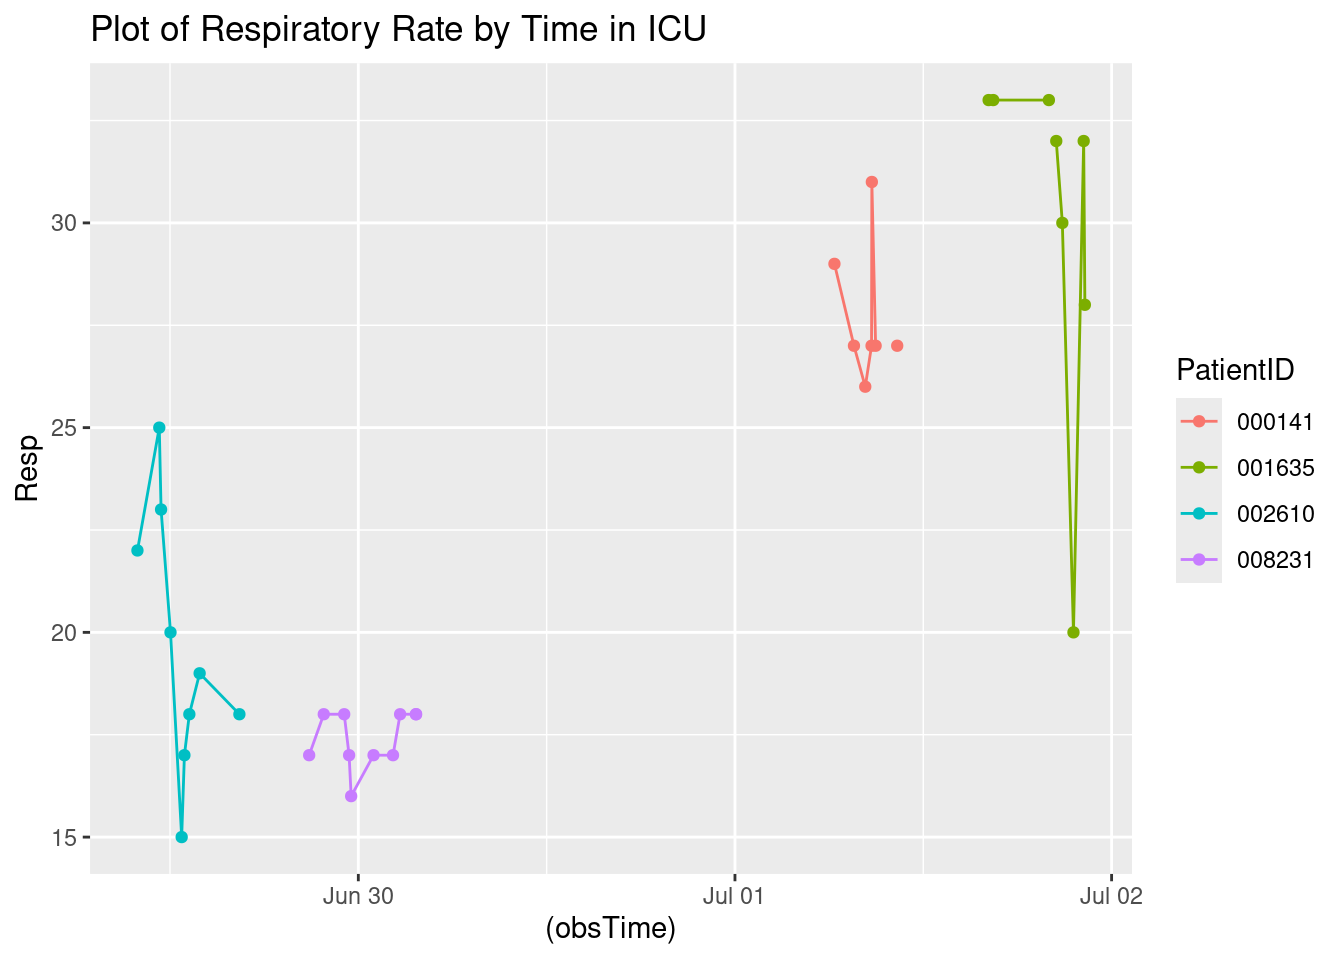 Plot of Respiratory Rate by Time in ICU
Resp
30
25
20
15
Jun 30
Jul 01
Jul 02
(obsTime)
PatientID
000141
001635
002610
008231